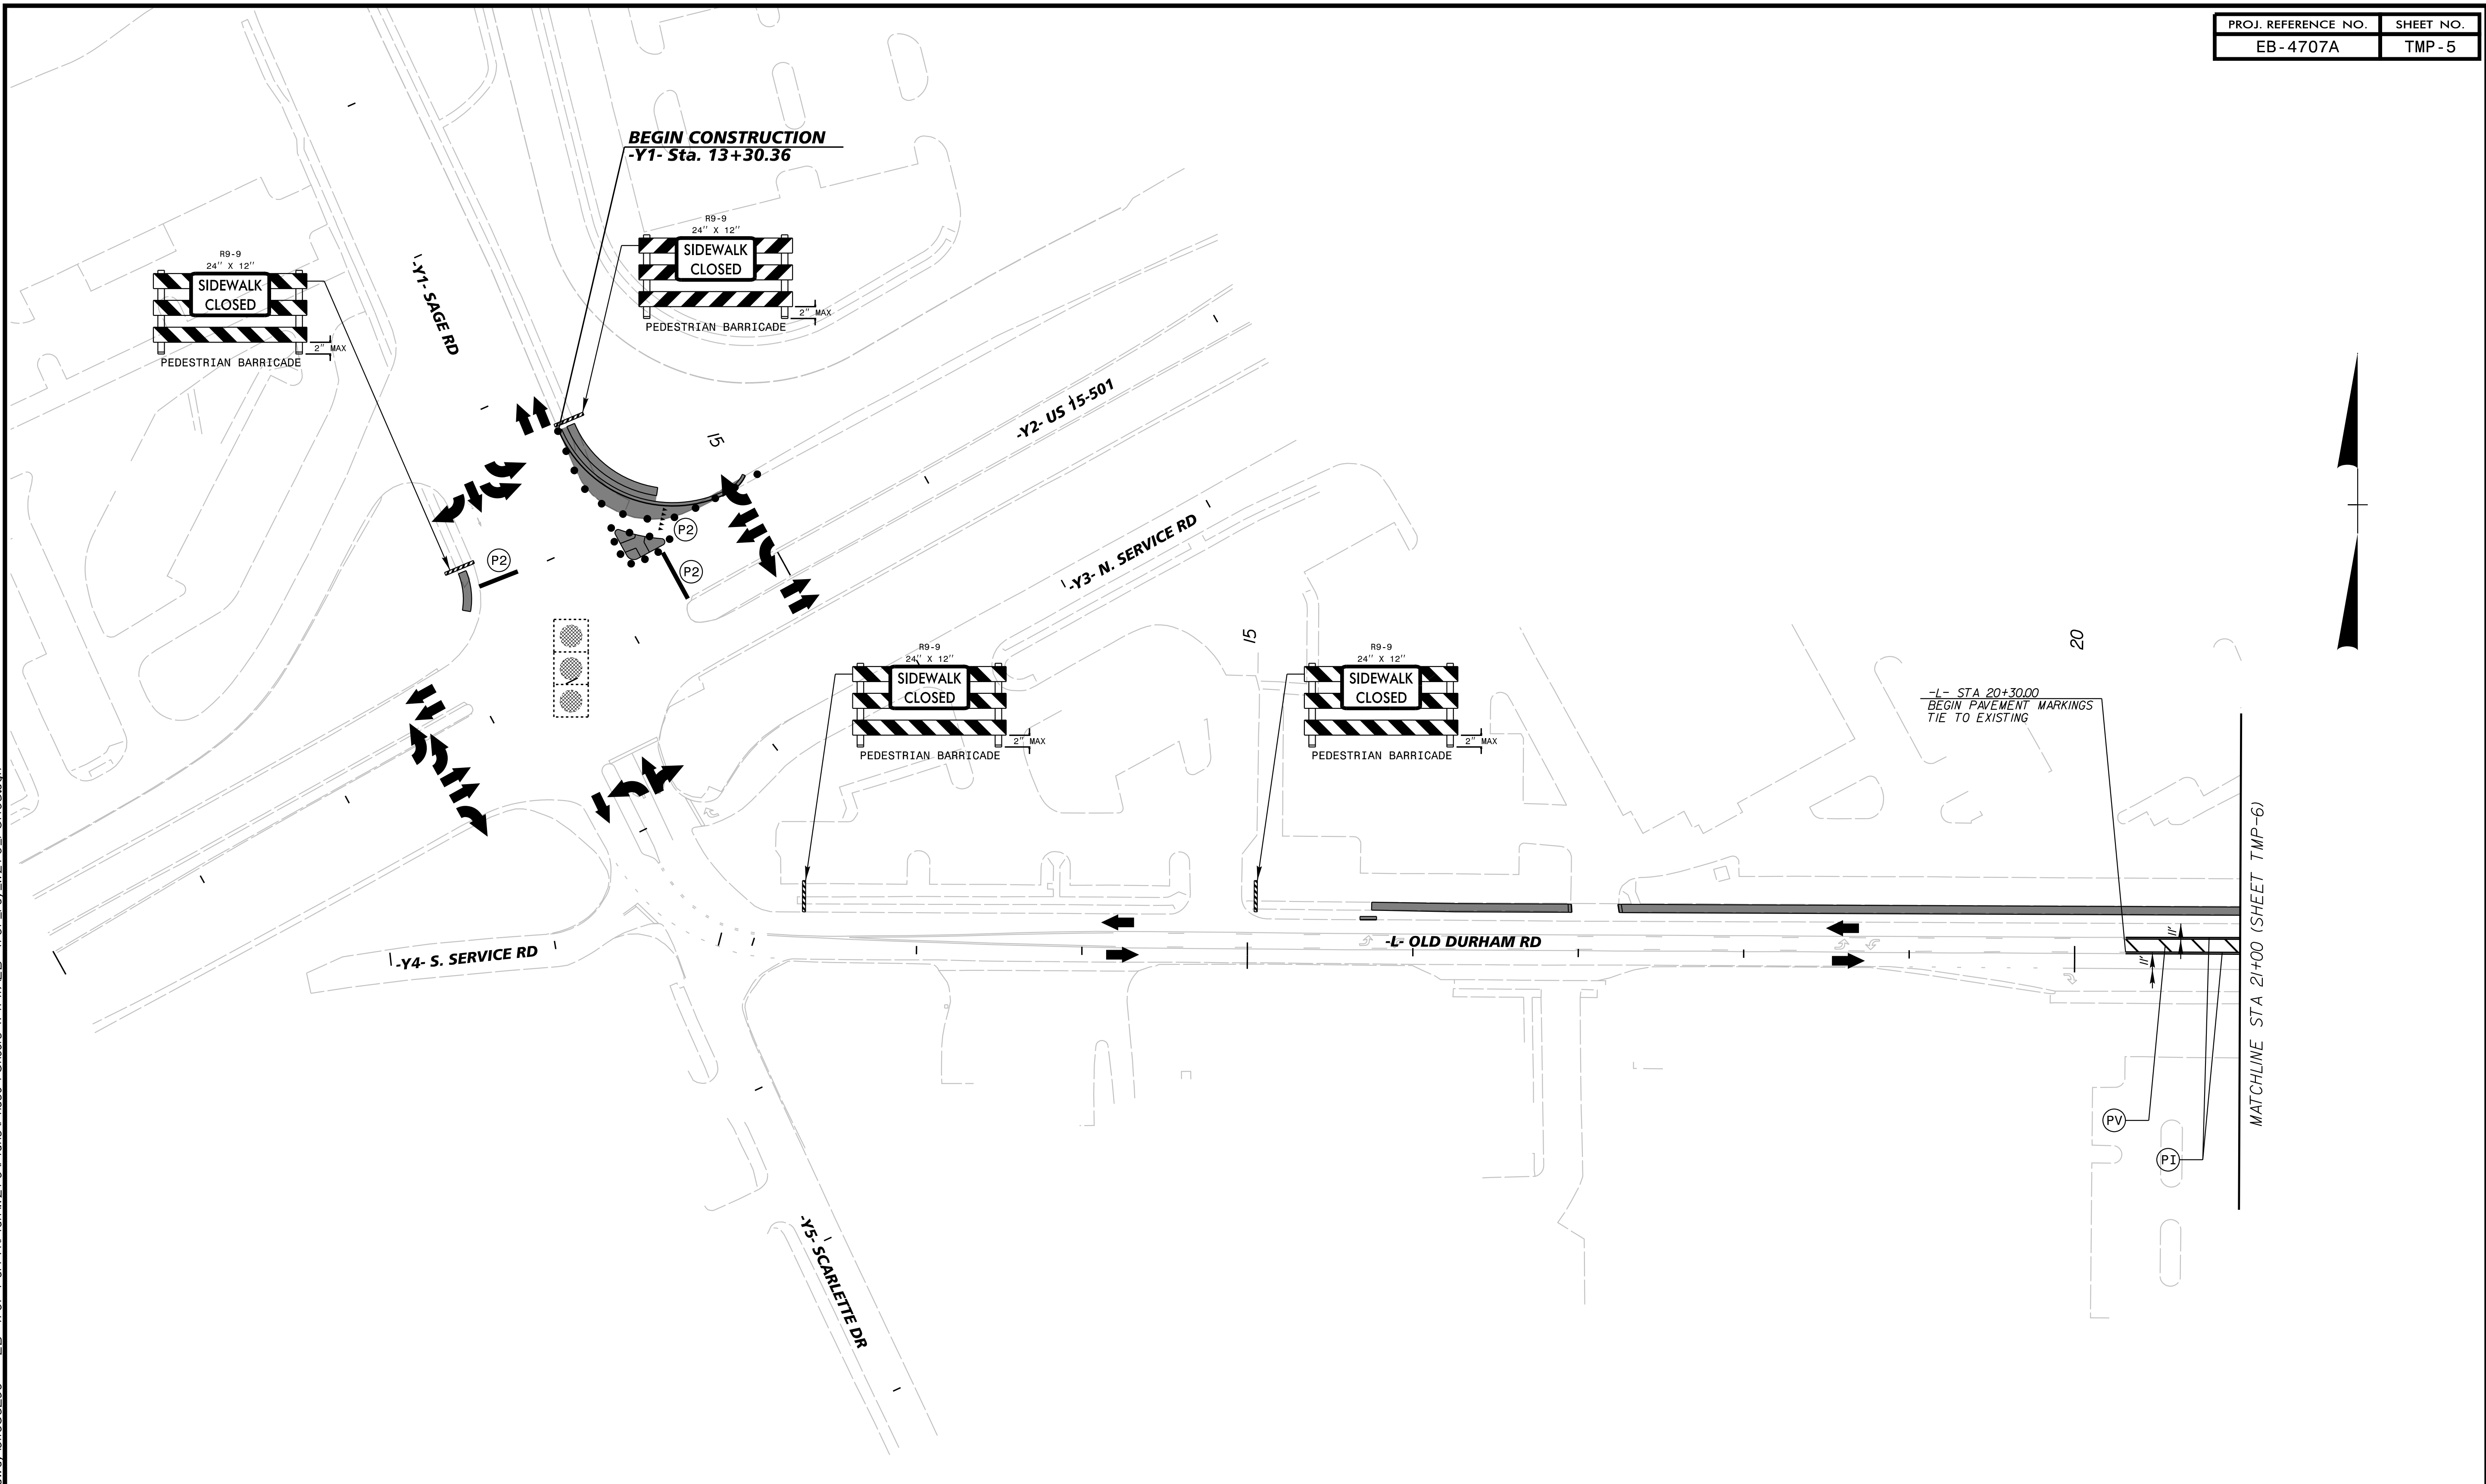 PROJ. REFERENCE NO.
SHEET NO.
EB-4707A
TMP-5
BEGIN CONSTRUCTION
-Y1- Sta. 13+30.36
R9-9
24" X 12"
SIDEWALK
CLOSED
2" MAX
PEDESTRIAN BARRICADE
R9-9
24" X 12"
SIDEWALK
CLOSED
2" MAX
PEDESTRIAN BARRICADE
-Y1- SAGE RD
15
-Y2- US 15-501
-Y3- N. SERVICE RD
P2
P2
P2
R9-9
24" X 12"
SIDEWALK
CLOSED
2" MAX
PEDESTRIAN BARRICADE
15
R9-9
24" X 12"
SIDEWALK
CLOSED
2" MAX
PEDESTRIAN BARRICADE
20
-L- STA 20+30.00
BEGIN PAVEMENT MARKINGS
TIE TO EXISTING
MATCHLINE STA 21+00 (SHEET TMP-6)
-L- OLD DURHAM RD
11'
11'
-Y4- S. SERVICE RD
PV
PI
-Y5- SCARLETTE DR